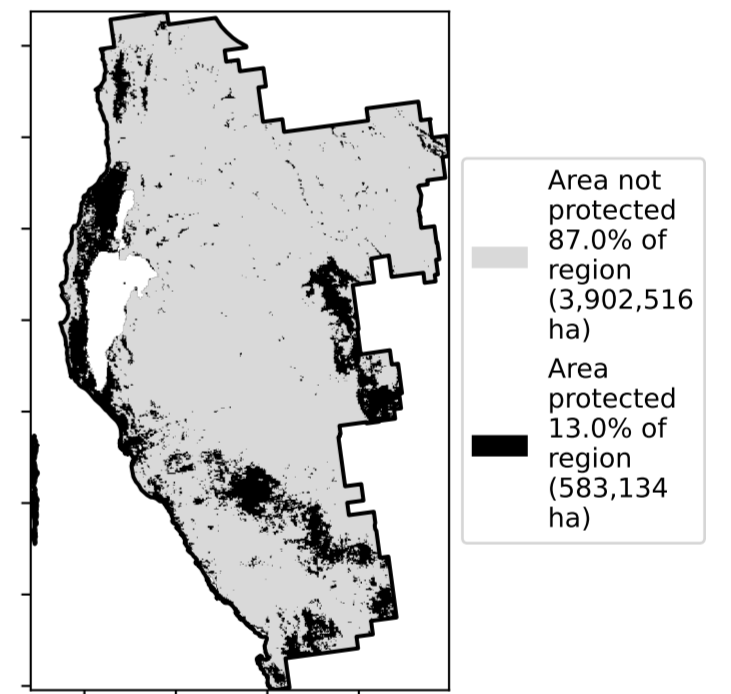 Area not
protected
87.0% of
region
(3,902,516
ha)
Area
protected
13.0% of
region
(583,134
ha)